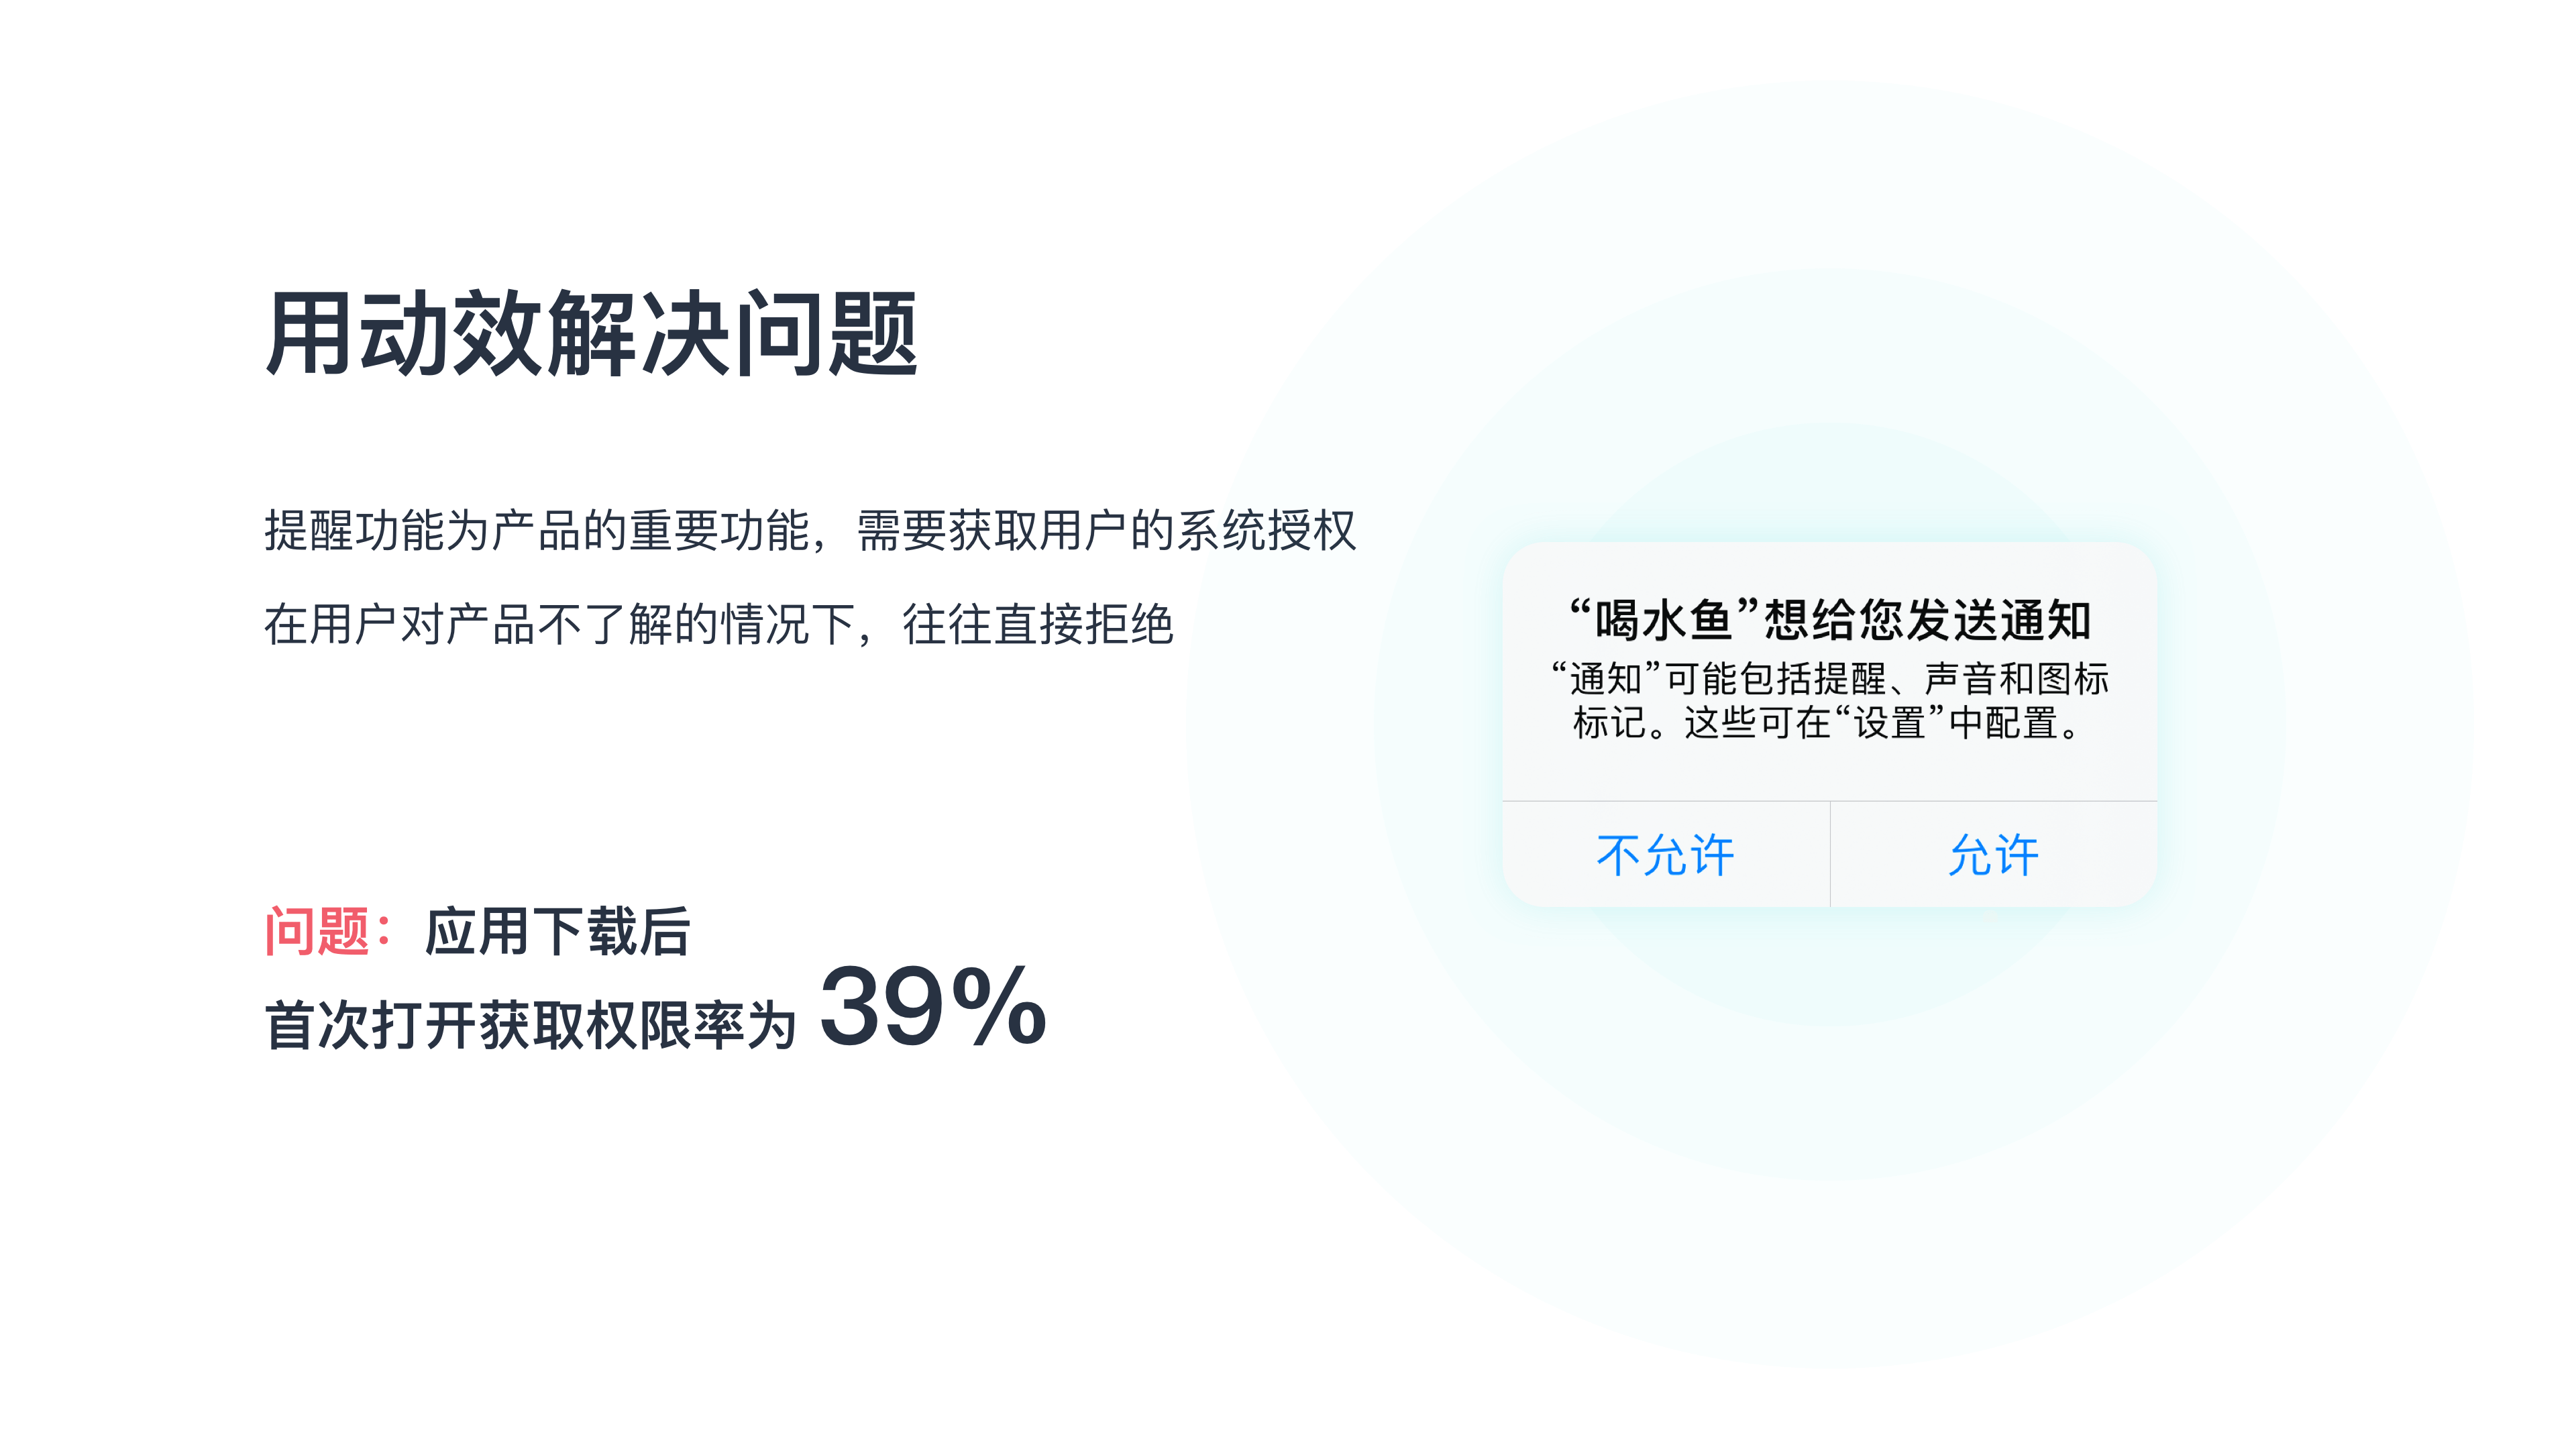 用动效解决问题
提醒功能为产品的重要功能，需要获取用户的系统授权
在用户对产品不了解的情况下，往往直接拒绝
问题：应用下载后
首次打开获取权限率为 39%
“喝水鱼”想给您发送通知
“通知”可能包括提醒、声音和图标
标记。这些可在“设置”中配置。
不允许
允许